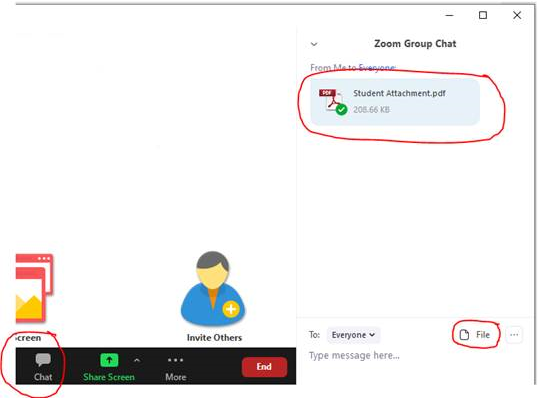 Zoom Group Chat
From Me to Everyone:
PDF
Student Attachment.pdf
208.66 KB
Screen
Invite Others
To: Everyone File
Type message here...
Chat Share Screen More End